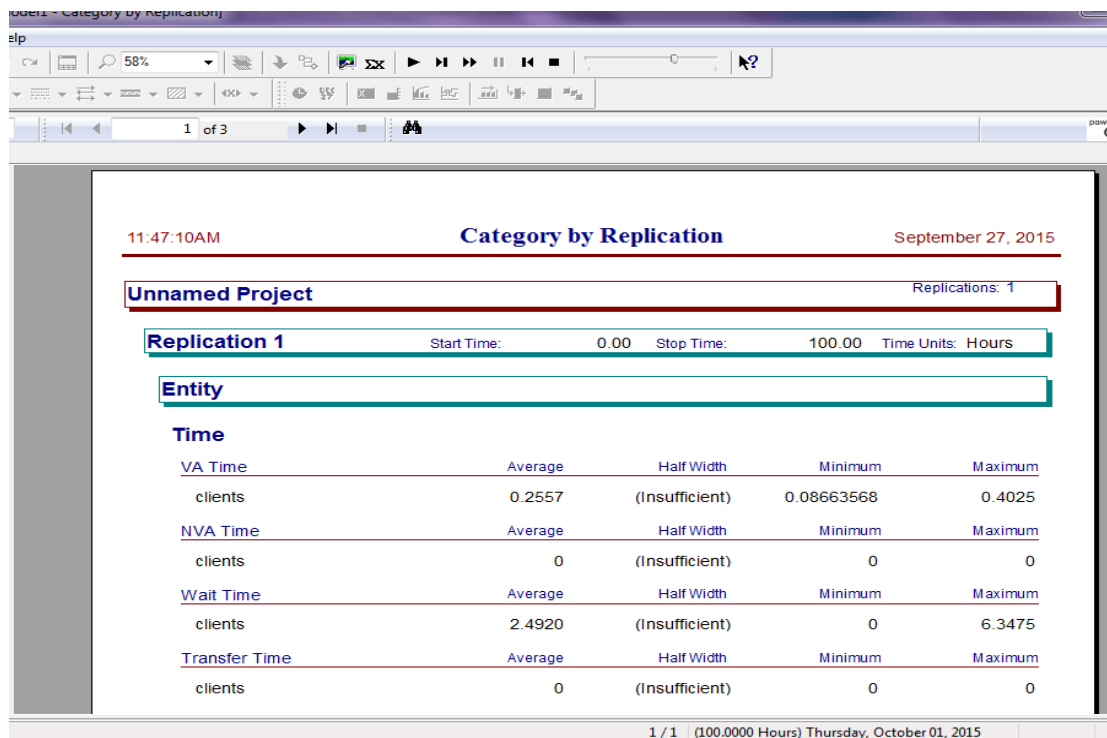 odel1 - Category by Replication]
elp
58%
1 of 3
pow
11:47:10AM Category by Replication September 27, 2015
Unnamed Project Replications: 1
Replication 1 Start Time: 0.00 Stop Time: 100.00 Time Units: Hours
Entity
Time
VA Time Average Half Width Minimum Maximum
clients 0.2557 (Insufficient) 0.08663568 0.4025
NVA Time Average Half Width Minimum Maximum
clients 0 (Insufficient) 0 0
Wait Time Average Half Width Minimum Maximum
clients 2.4920 (Insufficient) 0 6.3475
Transfer Time Average Half Width Minimum Maximum
clients 0 (Insufficient) 0 0
1 / 1 (100.0000 Hours) Thursday, October 01, 2015